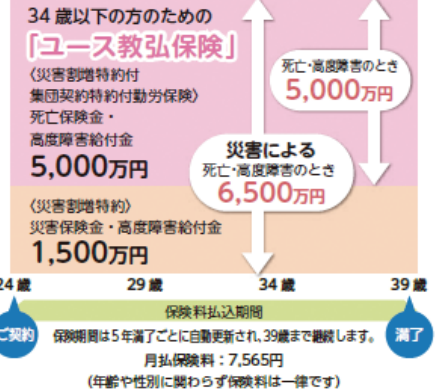 34歳以下の方のための
「ユース教弘保険」
〈災害割増特約付
集団契約特約付勤労保険〉
死亡保険金・
高度障害給付金
5,000万円
死亡・高度障害のとき
5,000万円
災害による
死亡・高度障害のとき
6,500万円
〈災害割増特約〉
災害保険金・高度障害給付金
1,500万円
24歳 29歳 34歳 39歳
保険料払込期間
ご契約
保険期間は5年満了ごとに自動更新され、39歳まで継続します。
満了
月払保険料：7,565円
(年齢や性別に関わらず保険料は一律です)